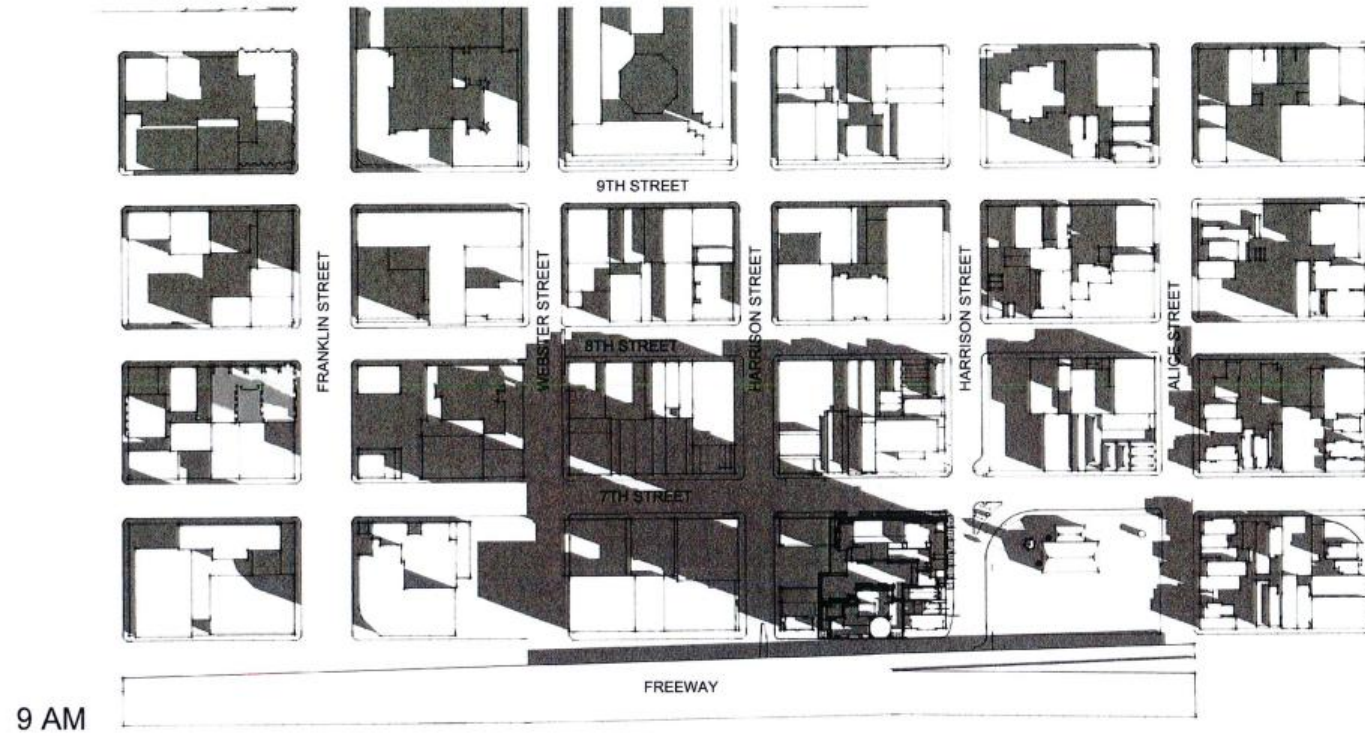 9TH STREET
FRANKLIN STREET
WEBSTER STREET
HARRISON STREET
HARRISON STREET
ALICE STREET
8TH STREET
7TH STREET
FREEWAY
9 AM